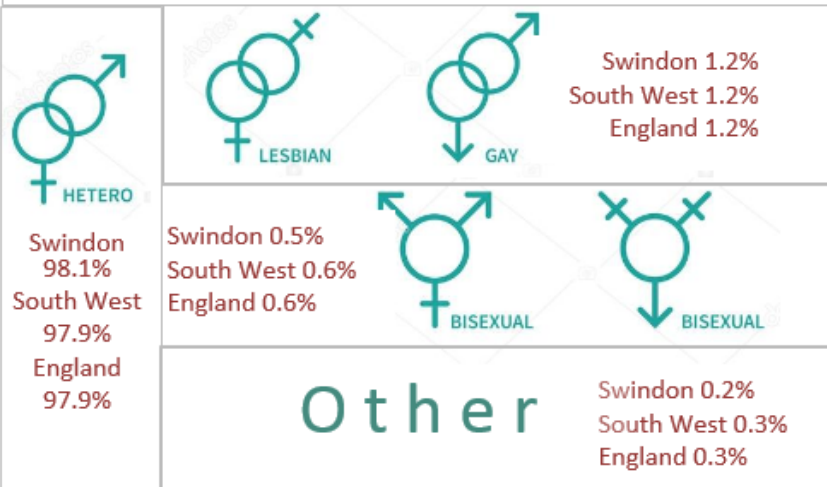 HETERO
Swindon
98.1%
South West
97.9%
England
97.9%
LESBIAN
GAY
Swindon 1.2%
South West 1.2%
England 1.2%
Swindon 0.5%
South West 0.6%
England 0.6%
BISEXUAL
BISEXUAL
Other
Swindon 0.2%
South West 0.3%
England 0.3%